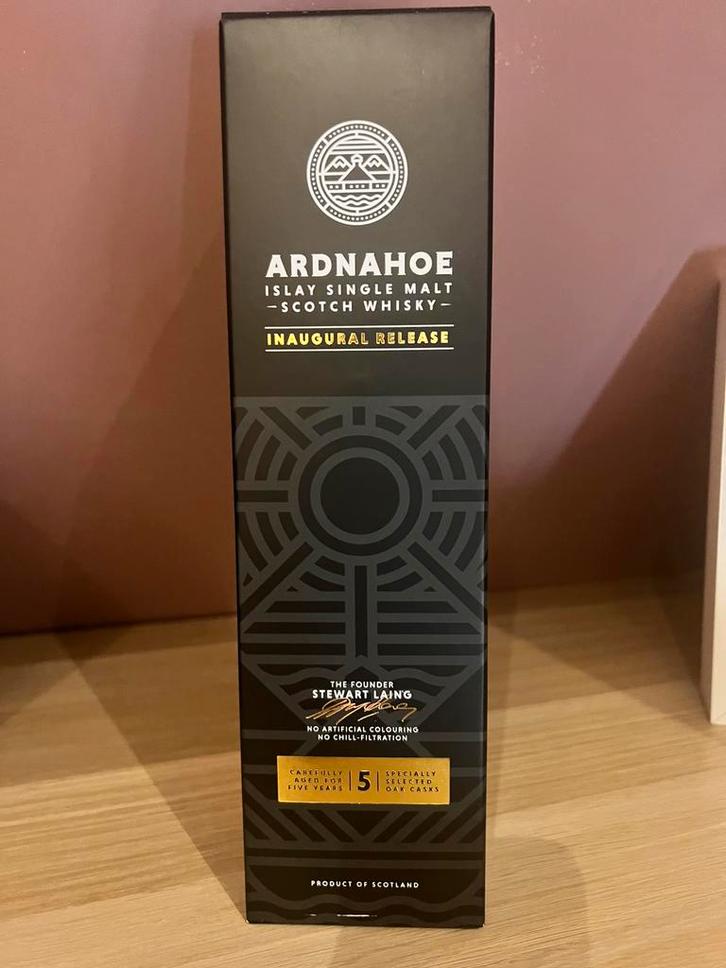 ARDNAHOE
ISLAY SINGLE MALT
SCOTCH WHISKY
INAUGURAL RELEASE
THE FOUNDER
STEWART LAING
NO ARTIFICIAL COLOURING
NO CHILL-FILTRATION
CAREFULLY
AGED FOR
FIVE YEARS
5
SPECIALLY
SELECTED
OAK CASKS
PRODUCT OF SCOTLAND